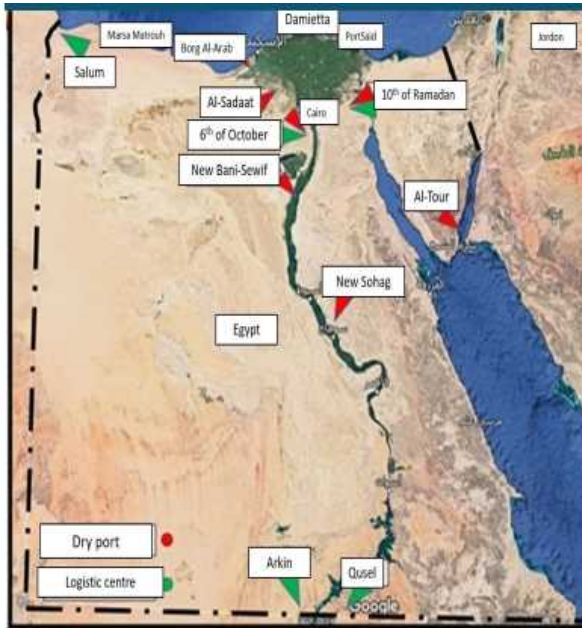 Damietta
Marsa Matrouh
الإسكندرية
PortSaid
Jordon
Borg Al-Arab
Salum
Al-Sadaat
Cairo
10th of Ramadan
6th of October
New Bani-Sewif
Al-Tour
New Sohag
Egypt
Dry port
Arkin
Qusel
Logistic centre
Google